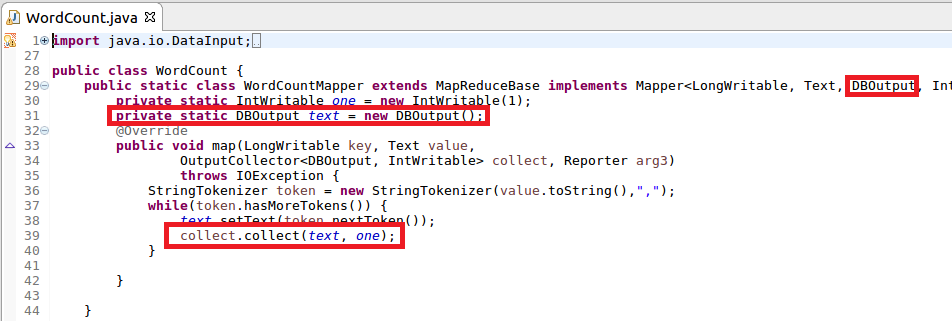 WordCount.java
1 import java.io.DataInput;
27
28 public class WordCount {
29 public static class WordCountMapper extends MapReduceBase implements Mapper<LongWritable, Text, DBOutput, Int
30 private static IntWritable one = new IntWritable(1);
31 private static DBOutput text = new DBOutput();
32 @Override
33 public void map(LongWritable key, Text value,
34 OutputCollector<DBOutput, IntWritable> collect, Reporter arg3)
35 throws IOException {
36 StringTokenizer token = new StringTokenizer(value.toString(),",");
37 while(token.hasMoreTokens()) {
38 text.setText(token.nextToken());
39 collect.collect(text, one);
40 }
41
42 }
43
44 }